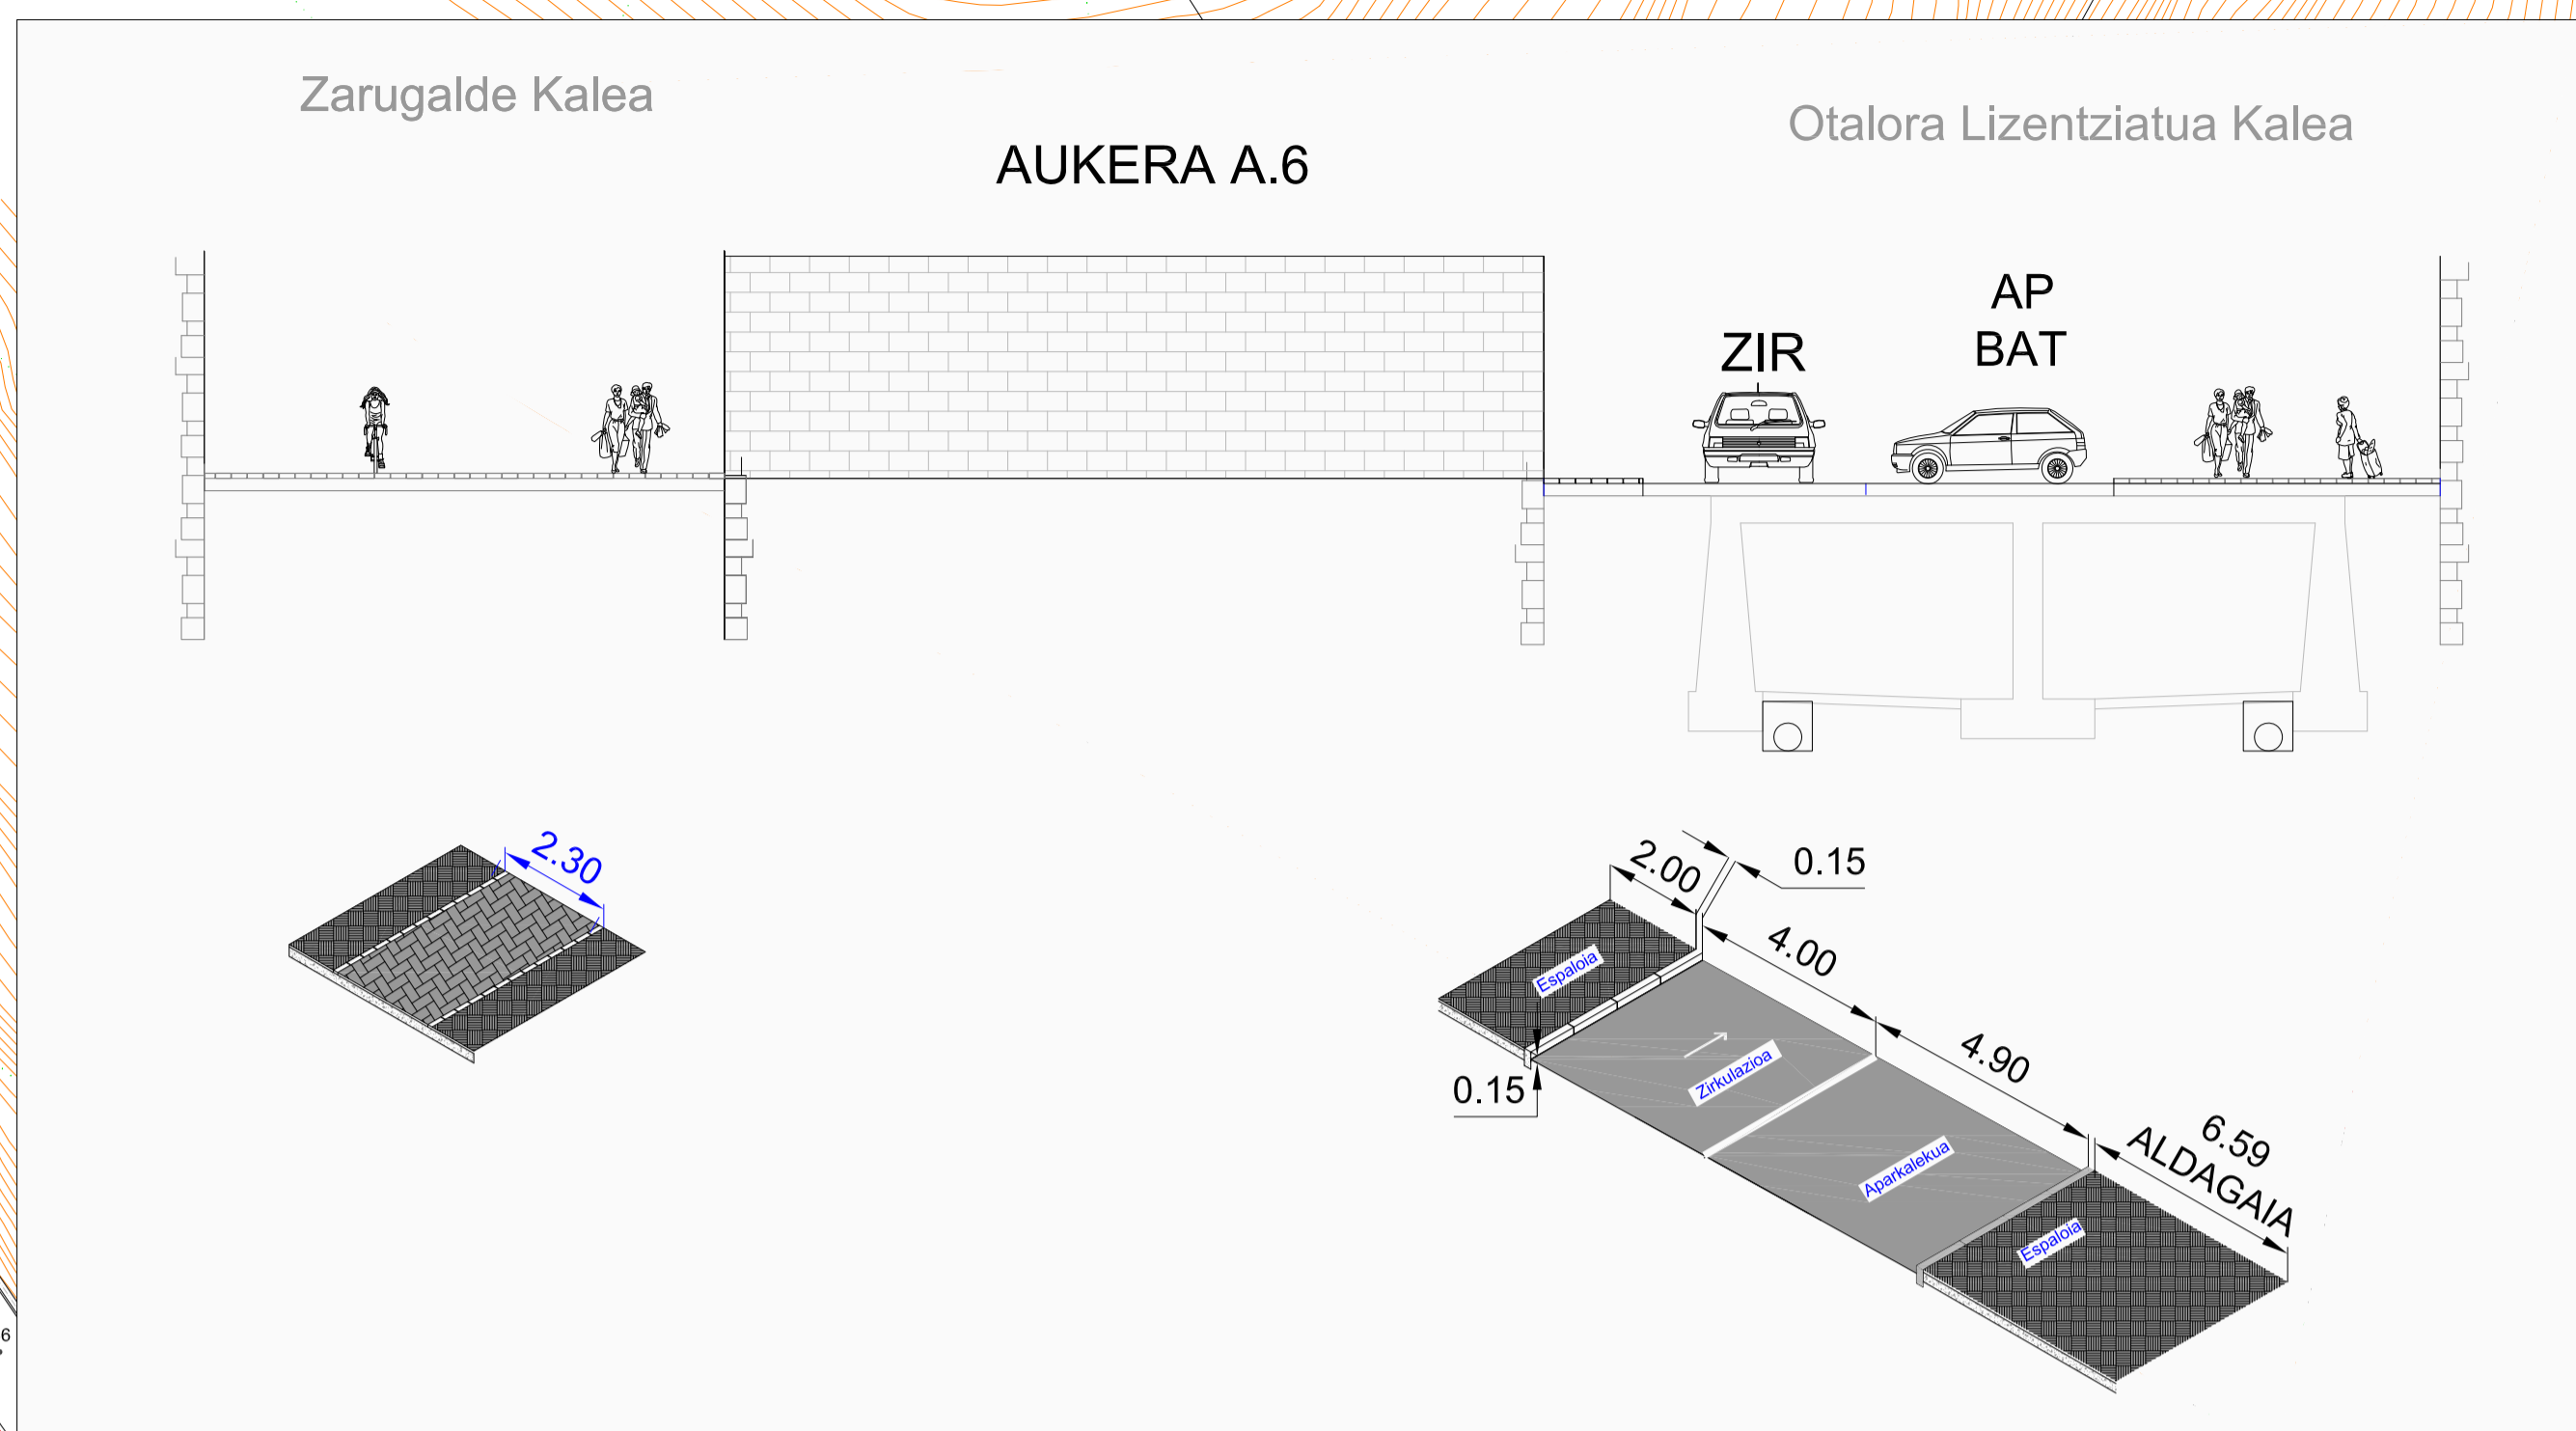 Zarugalde Kalea
Otalora Lizentziatua Kalea
AUKERA A.6
ZIR
AP
BAT
2.30
2.00
0.15
4.00
4.90
6.59
ALDAGAIA
0.15
Espaloia
Zirkulazioa
Aparkalekua
Espaloia
6